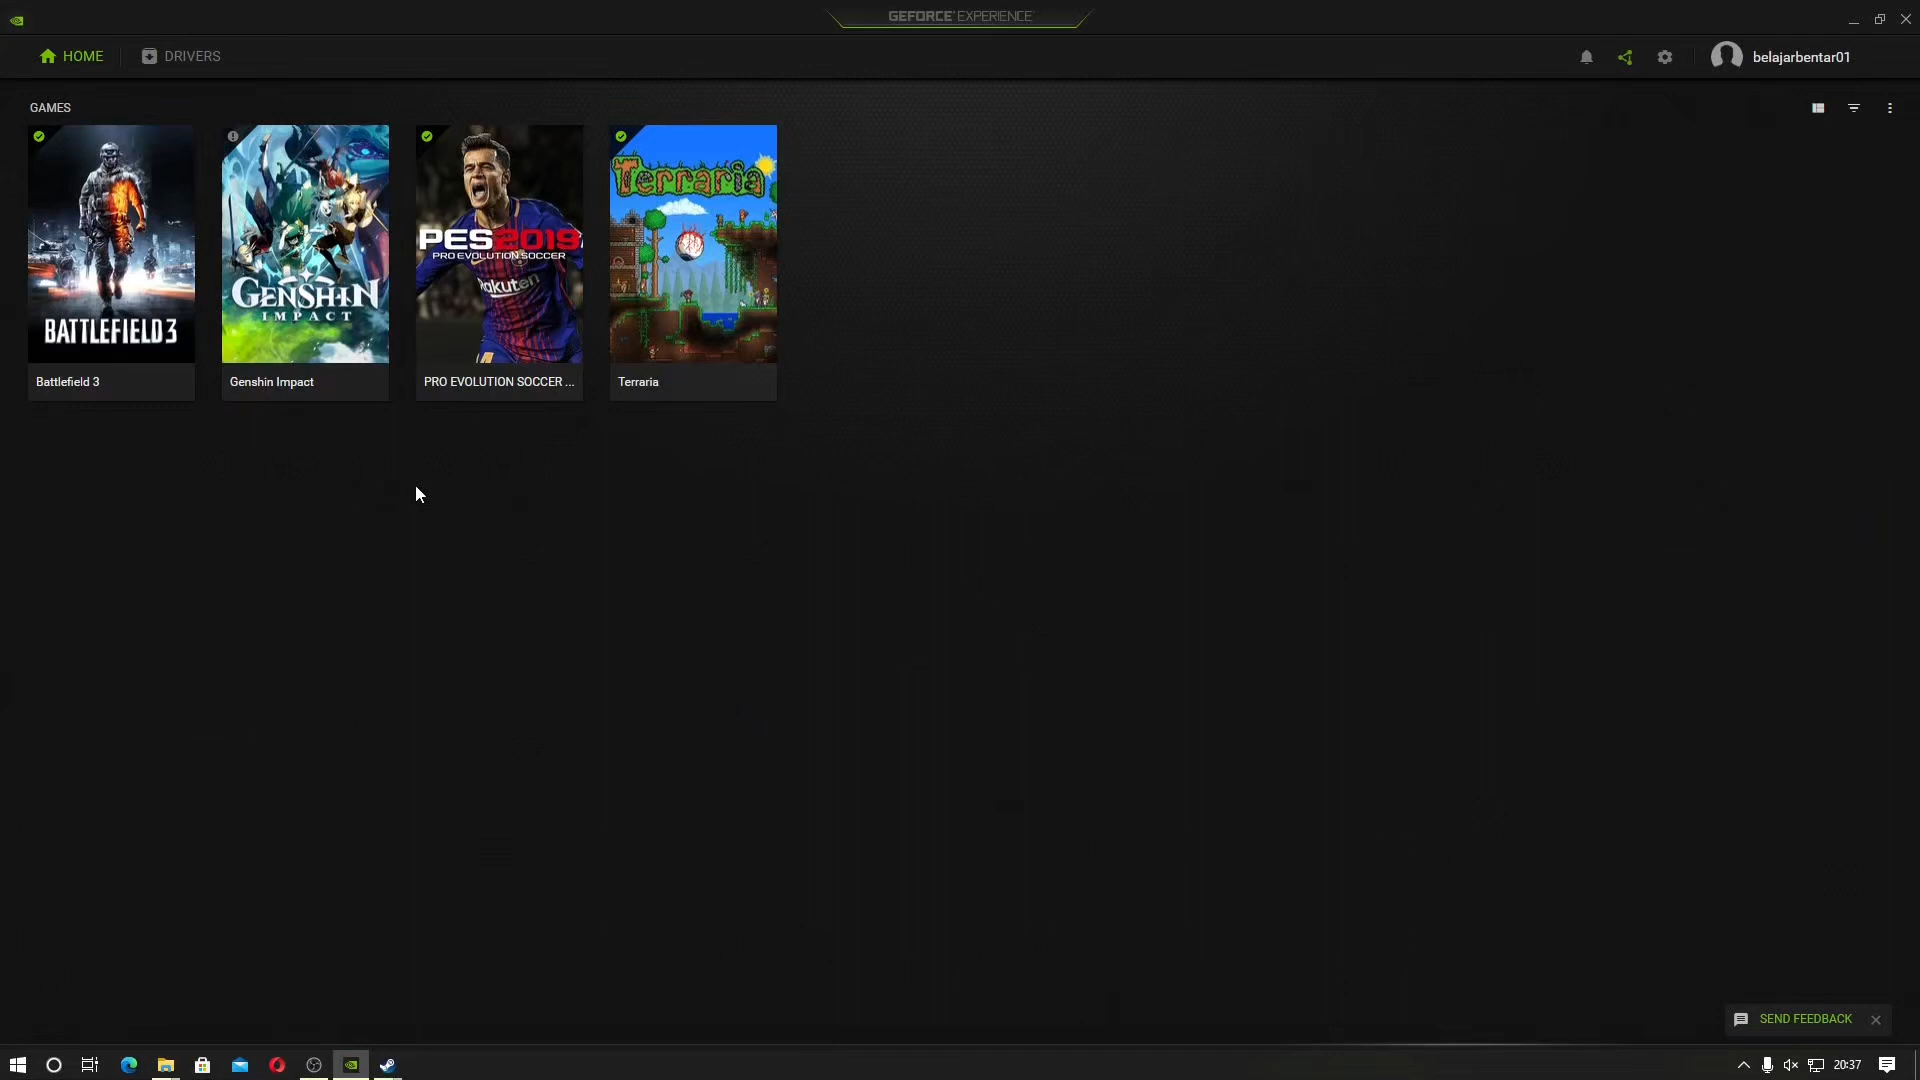 GEFORCE EXPERIENCE
HOME
DRIVERS
belajarbentar01
GAMES
BATTLEFIELD 3
GENSHIN
IMPACT
PES2019
PRO EVOLUTION SOCCER
Rakuten
Terraria
Battlefield 3
Genshin Impact
PRO EVOLUTION SOCCER ...
Terraria
SEND FEEDBACK
20:37